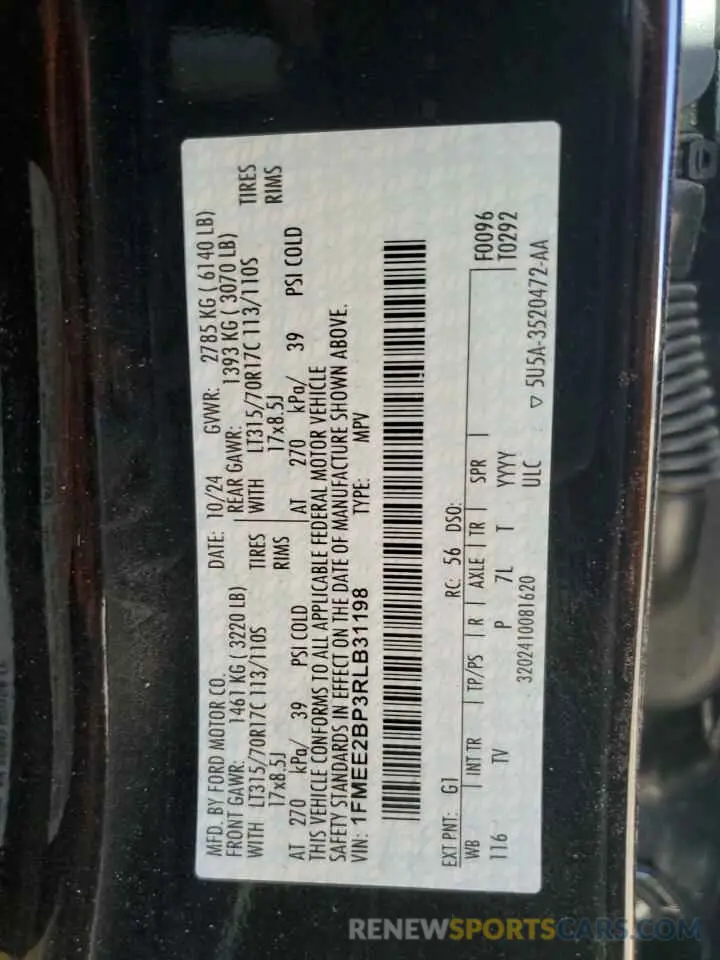 MFD. BY FORD MOTOR CO.
DATE: 10/24 GVWR: 2785 KG ( 6140 LB)
FRONT GAWR: 1461 KG ( 3220 LB) REAR GAWR: 1393 KG ( 3070 LB)
WITH LT315/70R17C 113/110S TIRES WITH LT315/70R17C 113/110S TIRES
17x8.5J RIMS 17x8.5J RIMS
AT 270 kPa/ 39 PSI COLD AT 270 kPa/ 39 PSI COLD
THIS VEHICLE CONFORMS TO ALL APPLICABLE FEDERAL MOTOR VEHICLE
SAFETY STANDARDS IN EFFECT ON THE DATE OF MANUFACTURE SHOWN ABOVE.
VIN: 1FMEE2BP3RLB31198 TYPE: MPV
EXT PNT: G1 RC: 56 DSO:
WB INT TR TP/PS R AXLE TR SPR F0096
116 TV P 7L T YYYY T0292
3202410081620 ULC ▽ 5U5A-3520472-AA
RENEWSPORTSCARS.COM